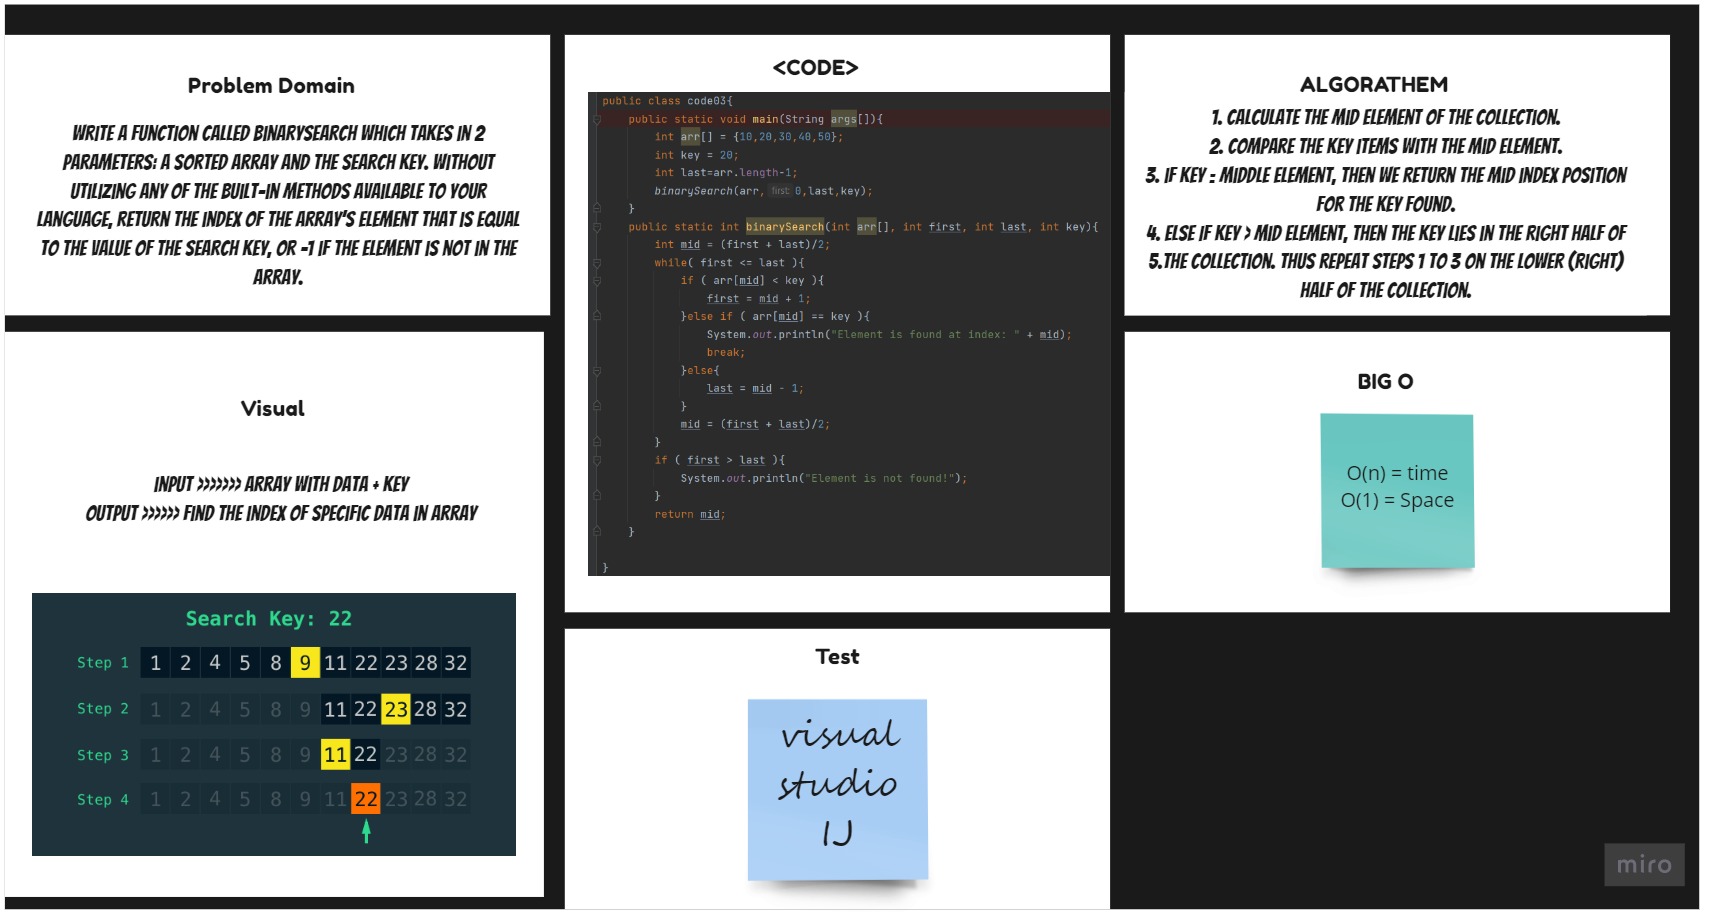 Problem Domain
WRITE A FUNCTION CALLED BINARYSEARCH WHICH TAKES IN 2
PARAMETERS: A SORTED ARRAY AND THE SEARCH KEY. WITHOUT
UTILIZING ANY OF THE BUILT-IN METHODS AVAILABLE TO YOUR
LANGUAGE, RETURN THE INDEX OF THE ARRAY'S ELEMENT THAT IS EQUAL
TO THE VALUE OF THE SEARCH KEY, OR -1 IF THE ELEMENT IS NOT IN THE
ARRAY.
Visual
INPUT >>>>>> ARRAY WITH DATA + KEY
OUTPUT >>>>>> FIND THE INDEX OF SPECIFIC DATA IN ARRAY
Search Key: 22
Step 1 1 2 4 5 8 9 11 22 23 28 32
Step 2 1 2 4 5 8 9 11 22 23 28 32
Step 3 1 2 4 5 8 9 11 22 23 28 32
Step 4 1 2 4 5 8 9 11 22 23 28 32
<CODE>
public class code03{
public static void main(String args[]){
int arr[] = {10,20,30,40,50};
int key = 20;
int last=arr.length-1;
binarySearch(arr, first: 0,last,key);
}
public static int binarySearch(int arr[], int first, int last, int key){
int mid = (first + last)/2;
while( first <= last ){
if ( arr[mid] < key ){
first = mid + 1;
}else if ( arr[mid] == key ){
System.out.println("Element is found at index: " + mid);
break;
}else{
last = mid - 1;
}
mid = (first + last)/2;
}
if ( first > last ){
System.out.println("Element is not found!");
}
return mid;
}
}
Test
visual
studio
IJ
ALGORATHEM
1. CALCULATE THE MID ELEMENT OF THE COLLECTION.
2. COMPARE THE KEY ITEMS WITH THE MID ELEMENT.
3. IF KEY = MIDDLE ELEMENT, THEN WE RETURN THE MID INDEX POSITION
FOR THE KEY FOUND.
4. ELSE IF KEY > MID ELEMENT, THEN THE KEY LIES IN THE RIGHT HALF OF
5.THE COLLECTION. THUS REPEAT STEPS 1 TO 3 ON THE LOWER (RIGHT)
HALF OF THE COLLECTION.
BIG O
O(n) = time
O(1) = Space
miro